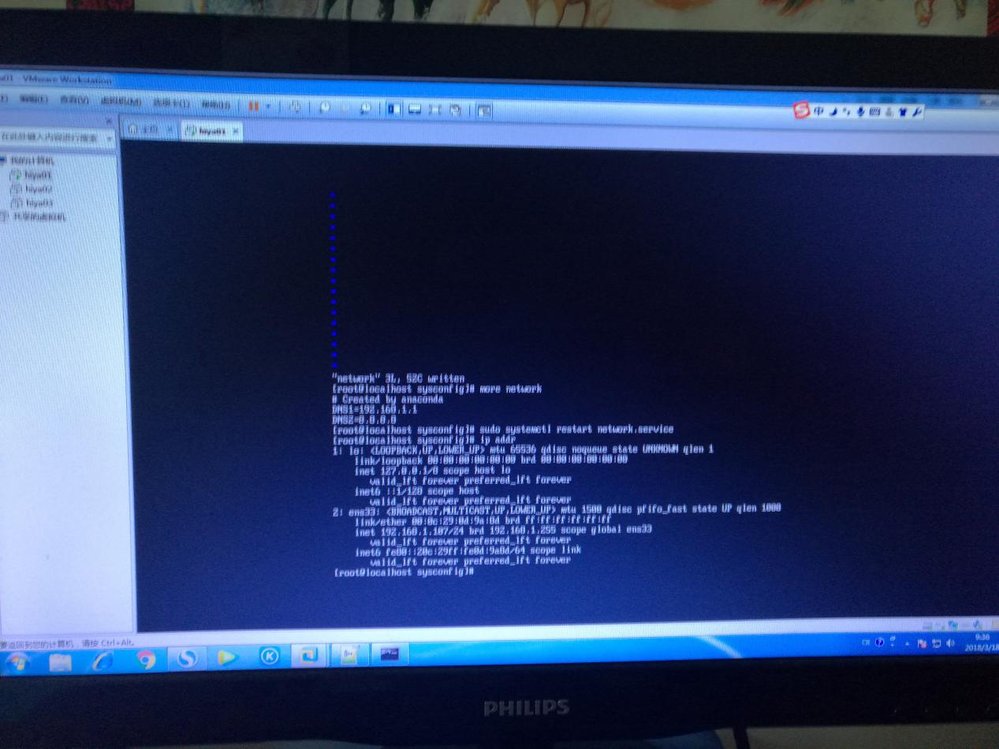 VMware Workstation
编辑(E) 查看(V) 虚拟机(M) 选项卡(T) 帮助(H)
中
在此处键入内容进行搜索
主页
hiya01
我的计算机
hiya01
hiya02
hiya03
共享的虚拟机
"network" 3L, 52C written
[root@localhost sysconfig]# more network
# Created by anaconda
DNS1=192.168.1.1
DNS2=8.8.8.8
[root@localhost sysconfig]# sudo systemctl restart network.service
[root@localhost sysconfig]# ip addr
1: lo: <LOOPBACK,UP,LOWER_UP> mtu 65536 qdisc noqueue state UNKNOWN qlen 1
link/loopback 00:00:00:00:00:00 brd 00:00:00:00:00:00
inet 127.0.0.1/8 scope host lo
valid_lft forever preferred_lft forever
inet6 ::1/128 scope host
valid_lft forever preferred_lft forever
2: ens33: <BROADCAST,MULTICAST,UP,LOWER_UP> mtu 1500 qdisc pfifo_fast state UP qlen 1000
link/ether 00:0c:29:0d:9a:8d brd ff:ff:ff:ff:ff:ff
inet 192.168.1.107/24 brd 192.168.1.255 scope global ens33
valid_lft forever preferred_lft forever
inet6 fe80::20c:29ff:fe0d:9a8d/64 scope link
valid_lft forever preferred_lft forever
[root@localhost sysconfig]#
要返回到您的计算机，请按 Ctrl+Alt。
CH
9:36
2018/3/18
PHILIPS